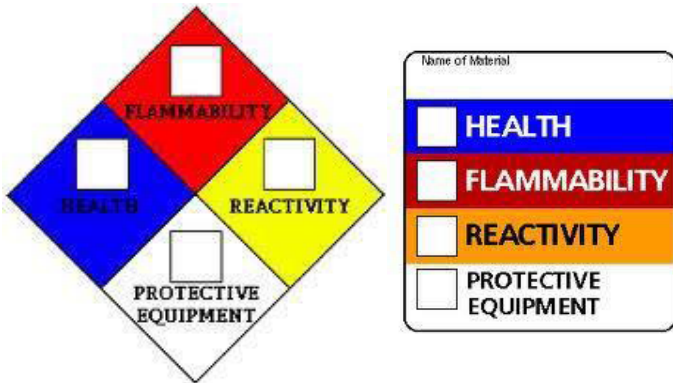 FLAMMABILITY
HEALTH
REACTIVITY
PROTECTIVE
EQUIPMENT
Name of Material
HEALTH
FLAMMABILITY
REACTIVITY
PROTECTIVE
EQUIPMENT